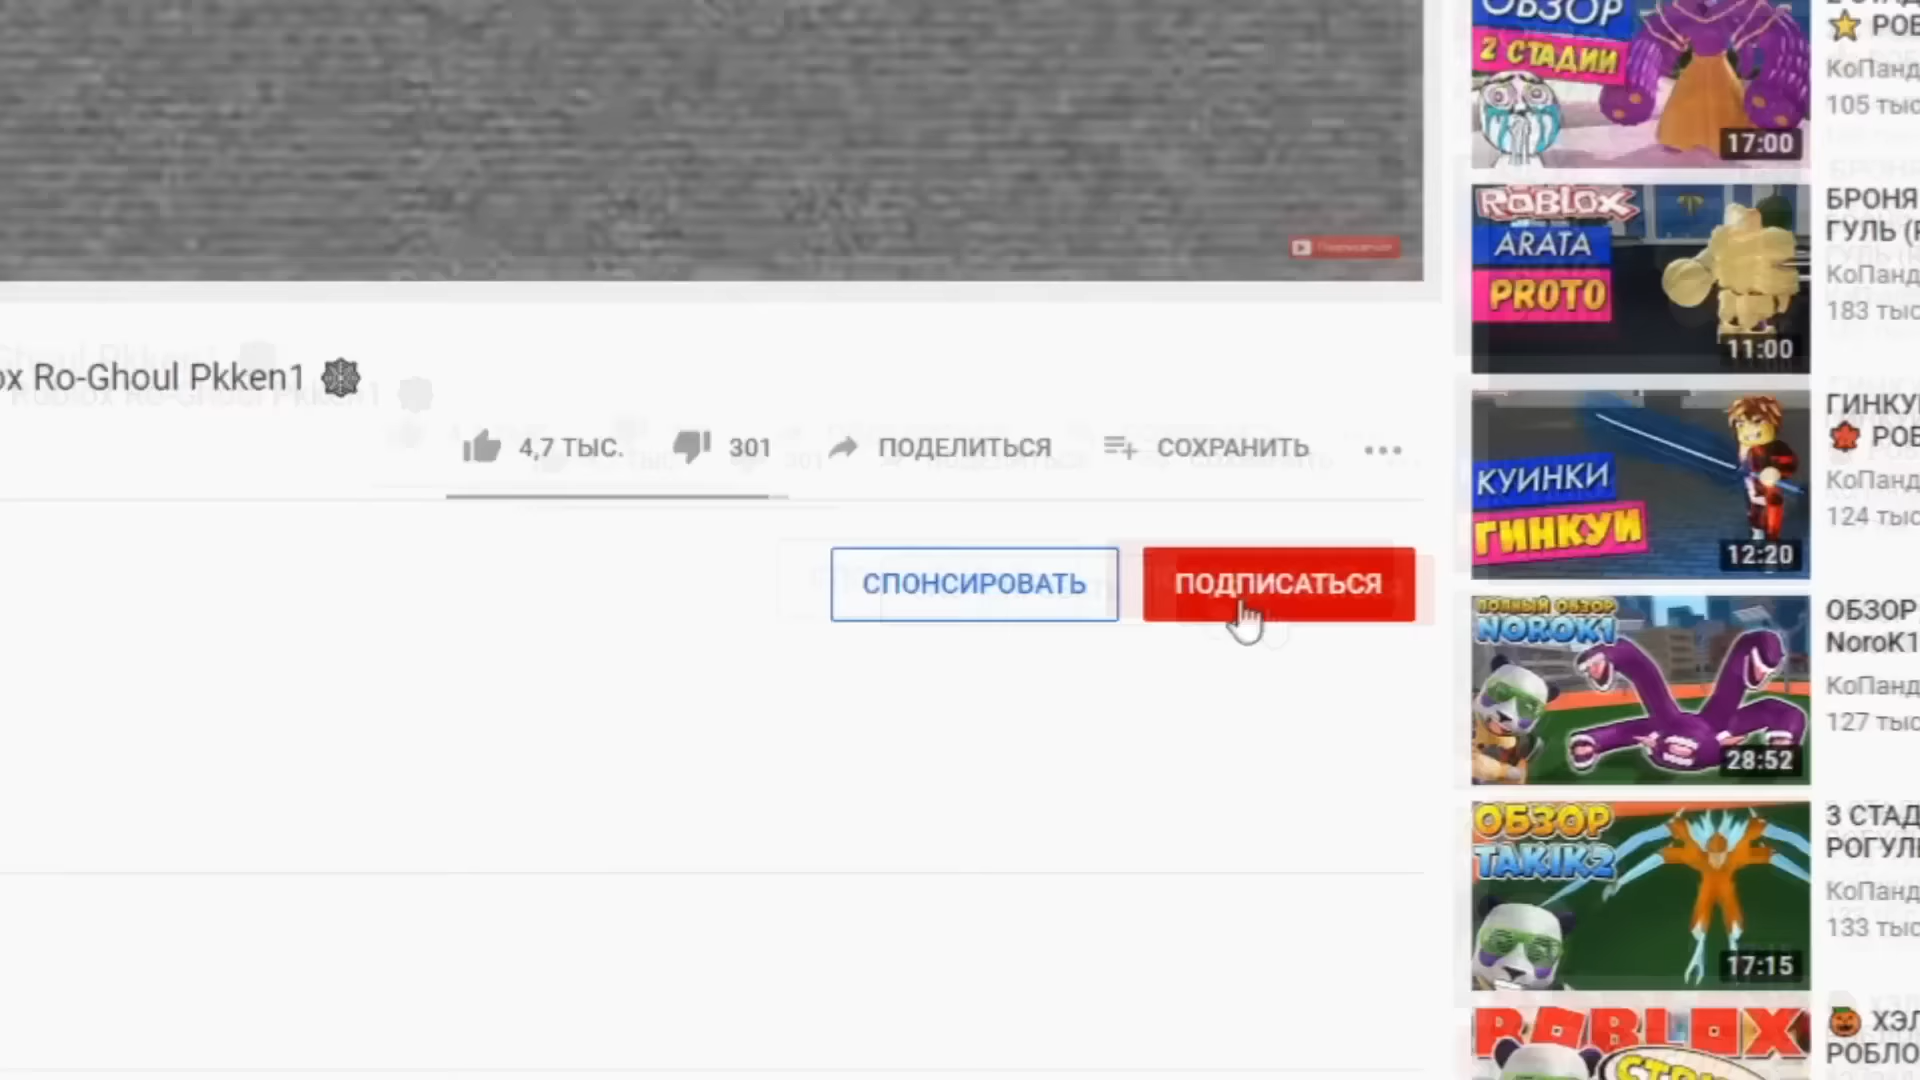 ox Ro-Ghoul Pkken1
4,7 ТЫС.
301
ПОДЕЛИТЬСЯ
СОХРАНИТЬ
СПОНСИРОВАТЬ
ПОДПИСАТЬСЯ
ОБЗОР
2 СТАДИИ
17:00
РОБ
КоПанд
105 тыс
ROBLOX
ARATA
PROTO
11:00
БРОНЯ
ГУЛЬ (Р
КоПанд
183 тыс
КУИНКИ
ГИНКУИ
12:20
ГИНКУИ
РОБ
КоПанд
124 тыс
ПОЛНЫЙ ОБЗОР
NOROK1
28:52
ОБЗОР
NoroK1
КоПанд
127 тыс
ОБЗОР
TAKIK2
17:15
3 СТАД
РОГУЛЬ
КоПанд
133 тыс
ROBLOX
ХЭЛ
РОБЛО